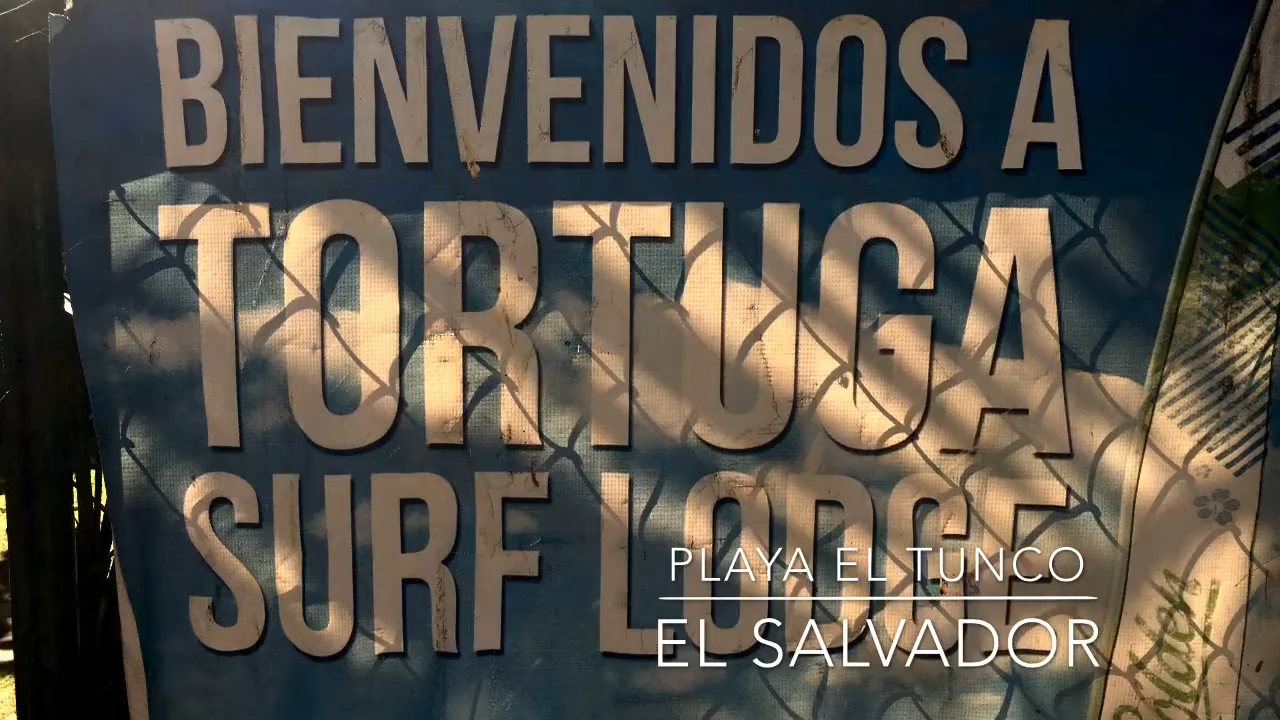 BIENVENIDOS A
TORTUGA
SURF LODGE
PLAYA EL TUNCO
EL SALVADOR